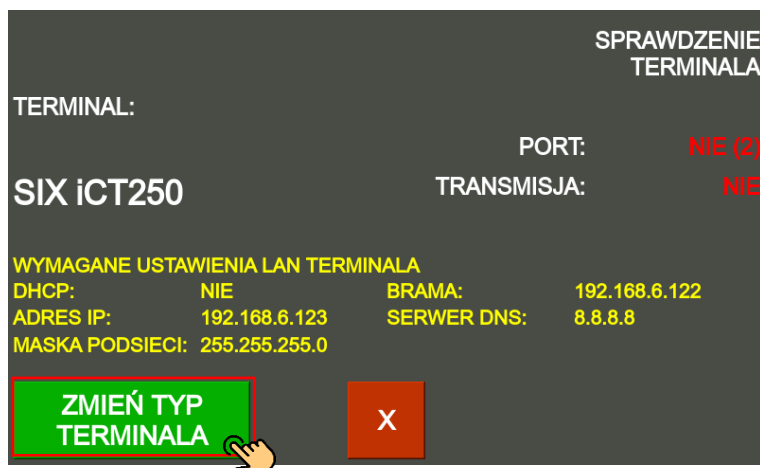 SPRAWDZENIE
TERMINALA
TERMINAL:
PORT: NIE (2)
SIX iCT250
TRANSMISJA: NIE
WYMAGANE USTAWIENIA LAN TERMINALA
DHCP: NIE BRAMA: 192.168.6.122
ADRES IP: 192.168.6.123 SERWER DNS: 8.8.8.8
MASKA PODSIECI: 255.255.255.0
ZMIEŃ TYP
TERMINALA
X